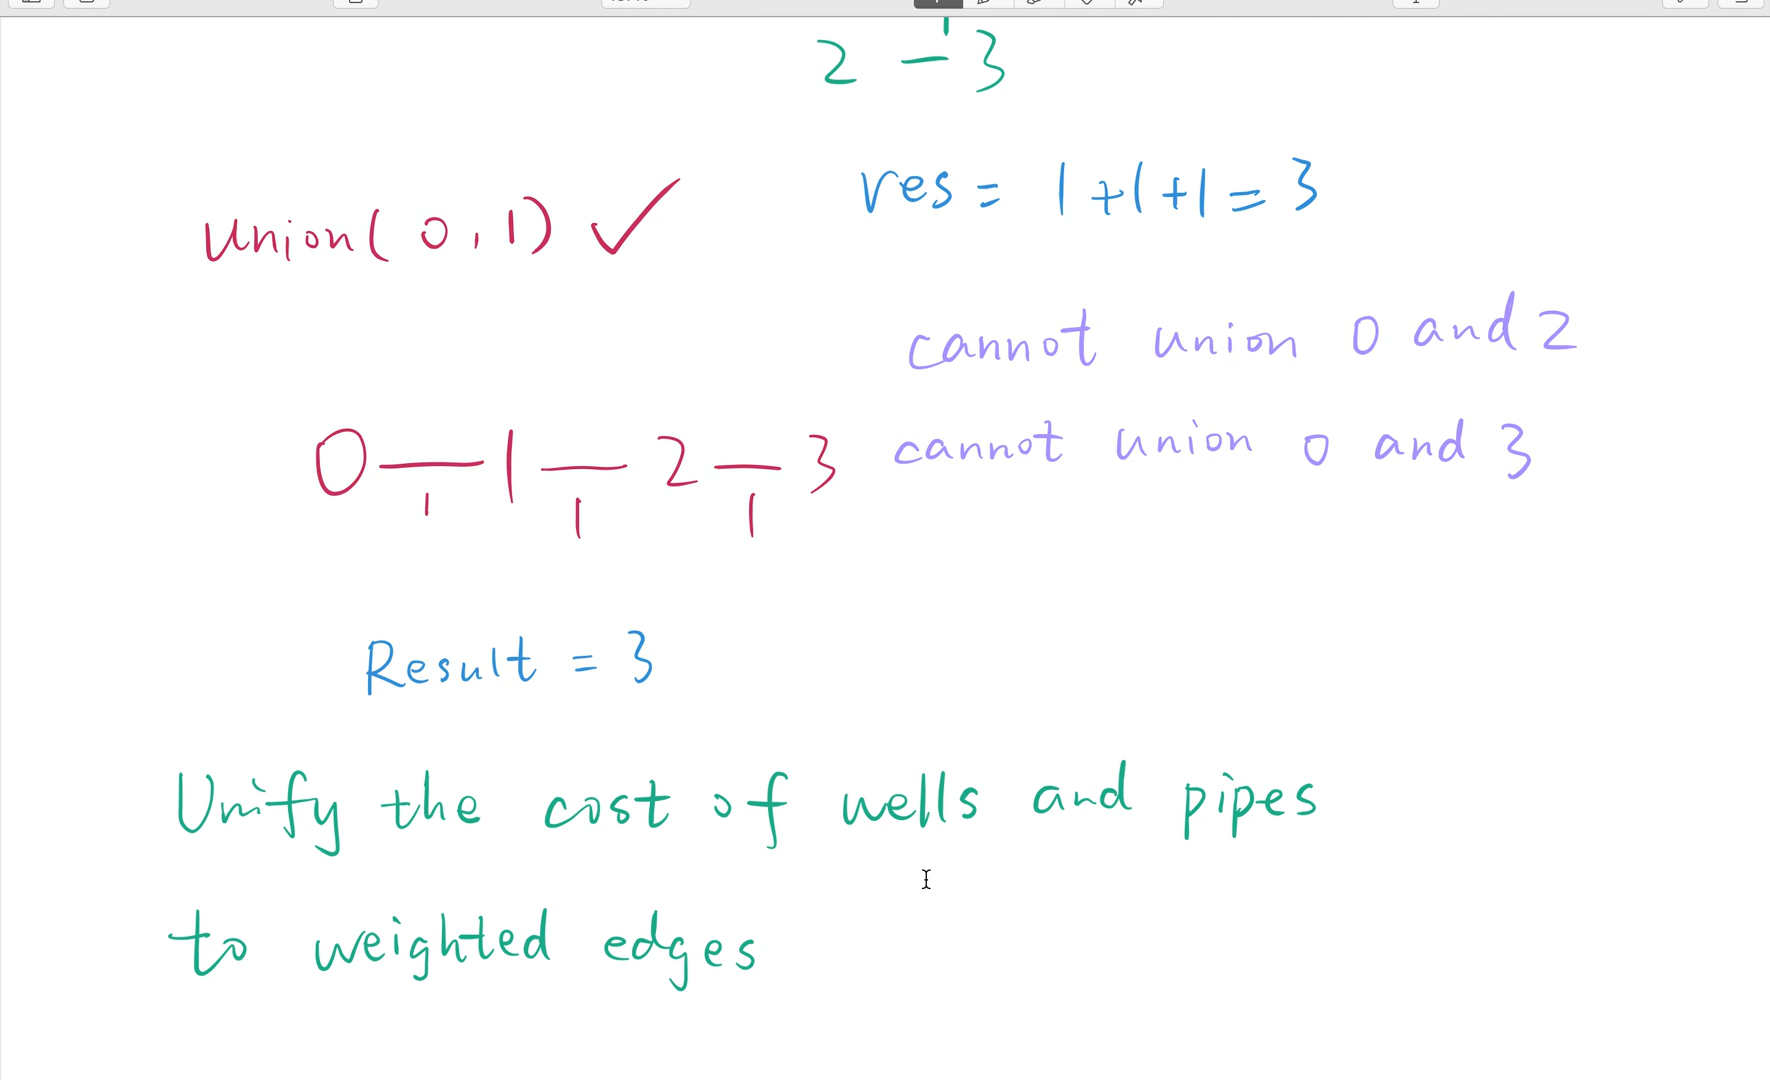 2 — 3
union(0,1) ✓
res = 1+1+1 = 3
cannot union 0 and 2
0 — 1 — 2 — 3
1 1 1
cannot union 0 and 3
Result = 3
Unify the cost of wells and pipes
to weighted edges